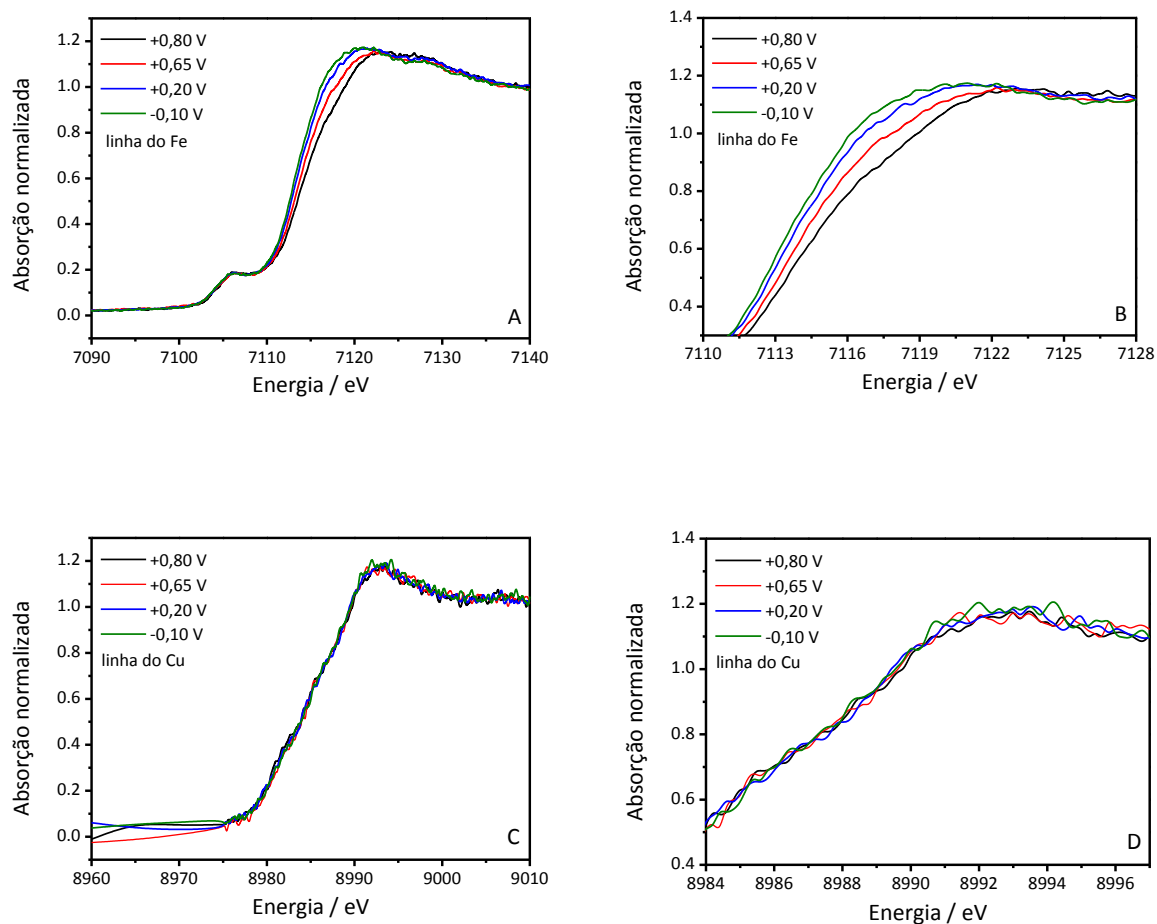 +0,80 V
+0,65 V
+0,20 V
-0,10 V
linha do Fe
Absorção normalizada
1.2
1.0
0.8
0.6
0.4
0.2
0.0
A
7090 7100 7110 7120 7130 7140
Energia / eV
+0,80 V
+0,65 V
+0,20 V
-0,10 V
linha do Fe
Absorção normalizada
1.4
1.2
1.0
0.8
0.6
0.4
B
7110 7113 7116 7119 7122 7125 7128
Energia / eV
+0,80 V
+0,65 V
+0,20 V
-0,10 V
linha do Cu
Absorção normalizada
1.2
1.0
0.8
0.6
0.4
0.2
0.0
C
8960 8970 8980 8990 9000 9010
Energia / eV
+0,80 V
+0,65 V
+0,20 V
-0,10 V
linha do Cu
Absorção normalizada
1.4
1.2
1.0
0.8
0.6
0.4
D
8984 8986 8988 8990 8992 8994 8996
Energia / eV